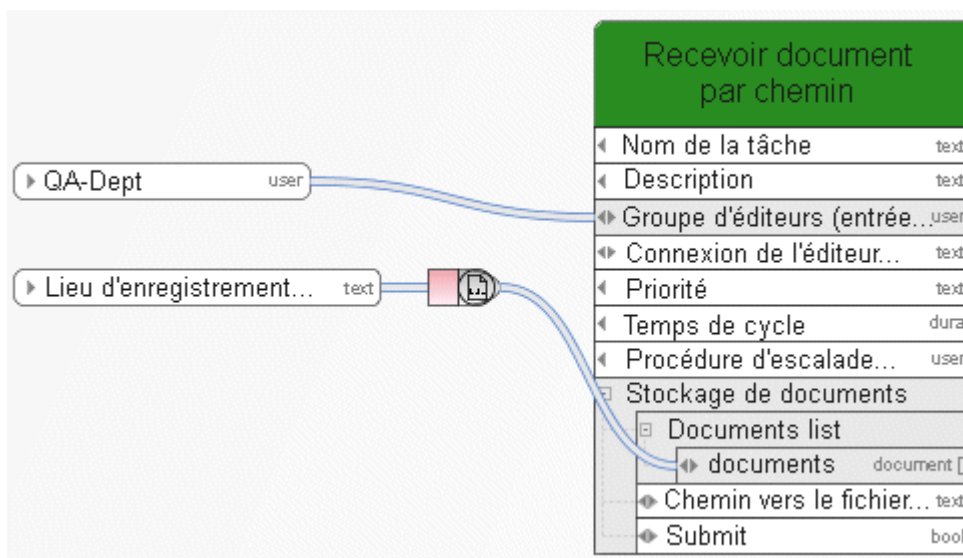 Recevoir document
par chemin
Nom de la tâche text
QA-Dept user
Description text
Groupe d'éditeurs (entrée... user
Connexion de l'éditeur... text
Lieu d'enregistrement... text
Priorité text
Temps de cycle dura
Procédure d'escalade... user
Stockage de documents
Documents list
documents document [
Chemin vers le fichier... text
Submit bool